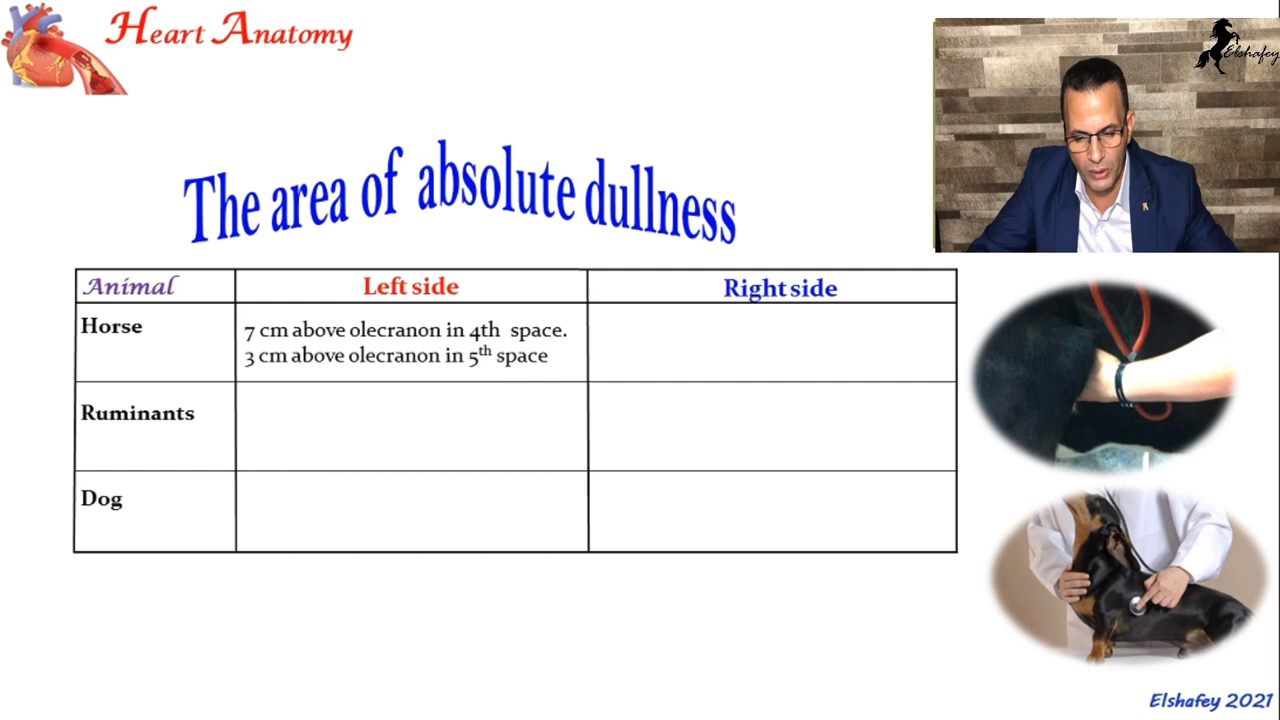 Heart Anatomy
Elshafey
The area of absolute dullness
Animal
Left side
Right side
Horse
7 cm above olecranon in 4th space.
3 cm above olecranon in 5th space
Ruminants
Dog
Elshafey 2021